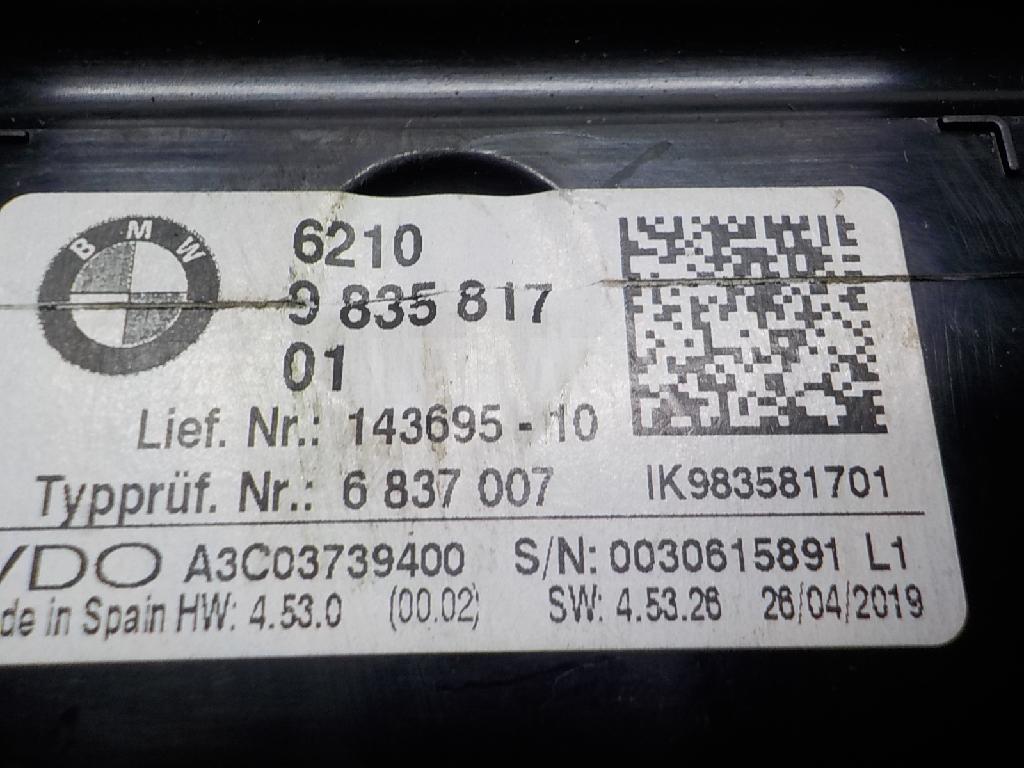 BMW
6210
9 835 817
01
Lief. Nr.: 143695 - 10
Typprüf. Nr.: 6 837 007
IK983581701
VDO A3C03739400 S/N: 0030615891 L1
in Spain HW: 4.53.0 (00.02) SW: 4.53.26 26/04/2019